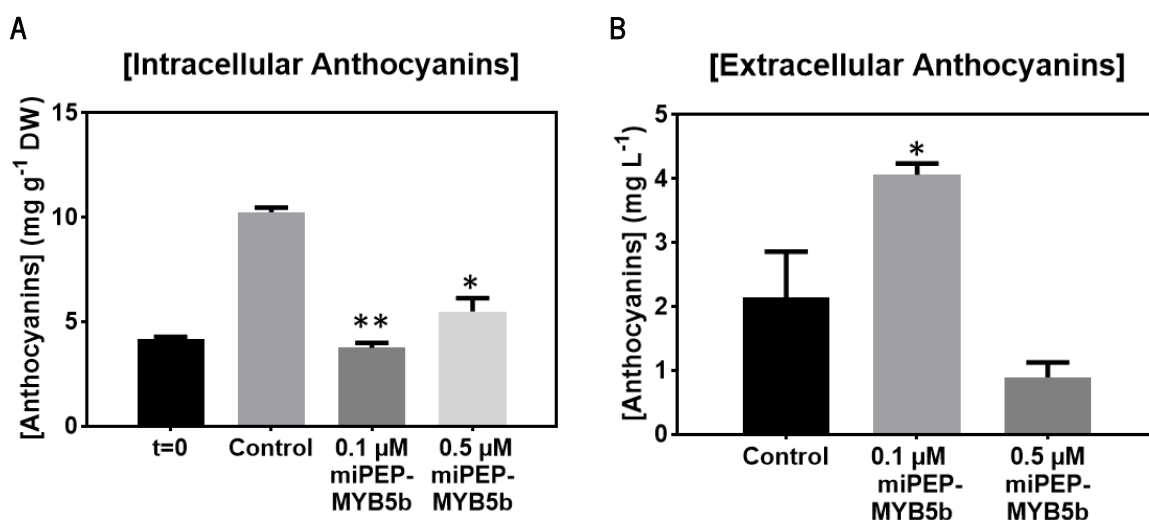 A
[Intracellular Anthocyanins]
[Anthocyanins] (mg g⁻¹ DW)
15
10
5
0
**
*
t=0
Control
0.1 µM
miPEP-
MYB5b
0.5 µM
miPEP-
MYB5b
B
[Extracellular Anthocyanins]
[Anthocyanins] (mg L⁻¹)
5
4
3
2
1
0
*
Control
0.1 µM
miPEP-
MYB5b
0.5 µM
miPEP-
MYB5b